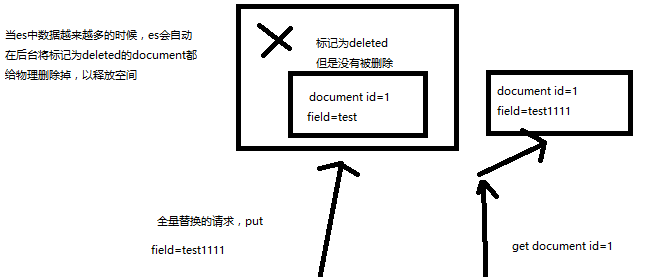 当es中数据越来越多的时候，es会自动
在后台将标记为deleted的document都
给物理删除掉，以释放空间
标记为deleted
但是没有被删除
document id=1
field=test
document id=1
field=test1111
全量替换的请求，put
field=test1111
get document id=1